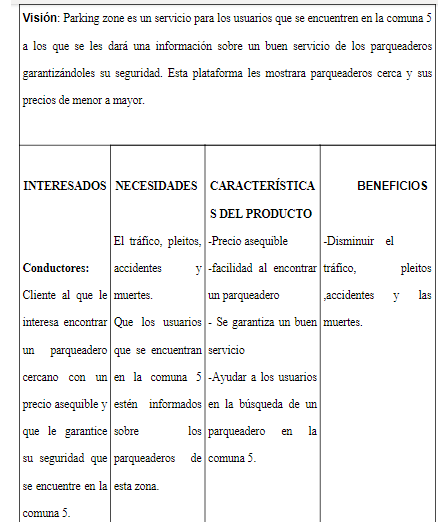 Visión: Parking zone es un servicio para los usuarios que se encuentren en la comuna 5
a los que se les dará una información sobre un buen servicio de los parqueaderos
garantizándoles su seguridad. Esta plataforma les mostrara parqueaderos cerca y sus
precios de menor a mayor.
INTERESADOS
Conductores:
Cliente al que le
interesa encontrar
un parqueadero
cercano con un
precio asequible y
que le garantice
su seguridad que
se encuentre en la
comuna 5.
NECESIDADES
El tráfico, pleitos,
accidentes y
muertes.
Que los usuarios
que se encuentran
en la comuna 5
estén informados
sobre los
parqueaderos de
esta zona.
CARACTERÍSTICA
S DEL PRODUCTO
-Precio asequible
-facilidad al encontrar
un parqueadero
- Se garantiza un buen
servicio
-Ayudar a los usuarios
en la búsqueda de un
parqueadero en la
comuna 5.
BENEFICIOS
-Disminuir el
tráfico, pleitos
,accidentes y las
muertes.